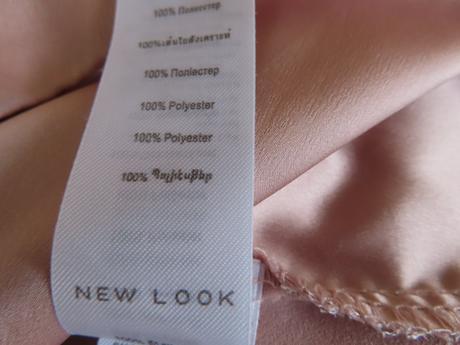 100% Полиэстер
100%เส้นใยสังเคราะห์
100% Поліестер
100% Polyester
100% Polyester
100% Պոլիէսթեր
NEW LOOK